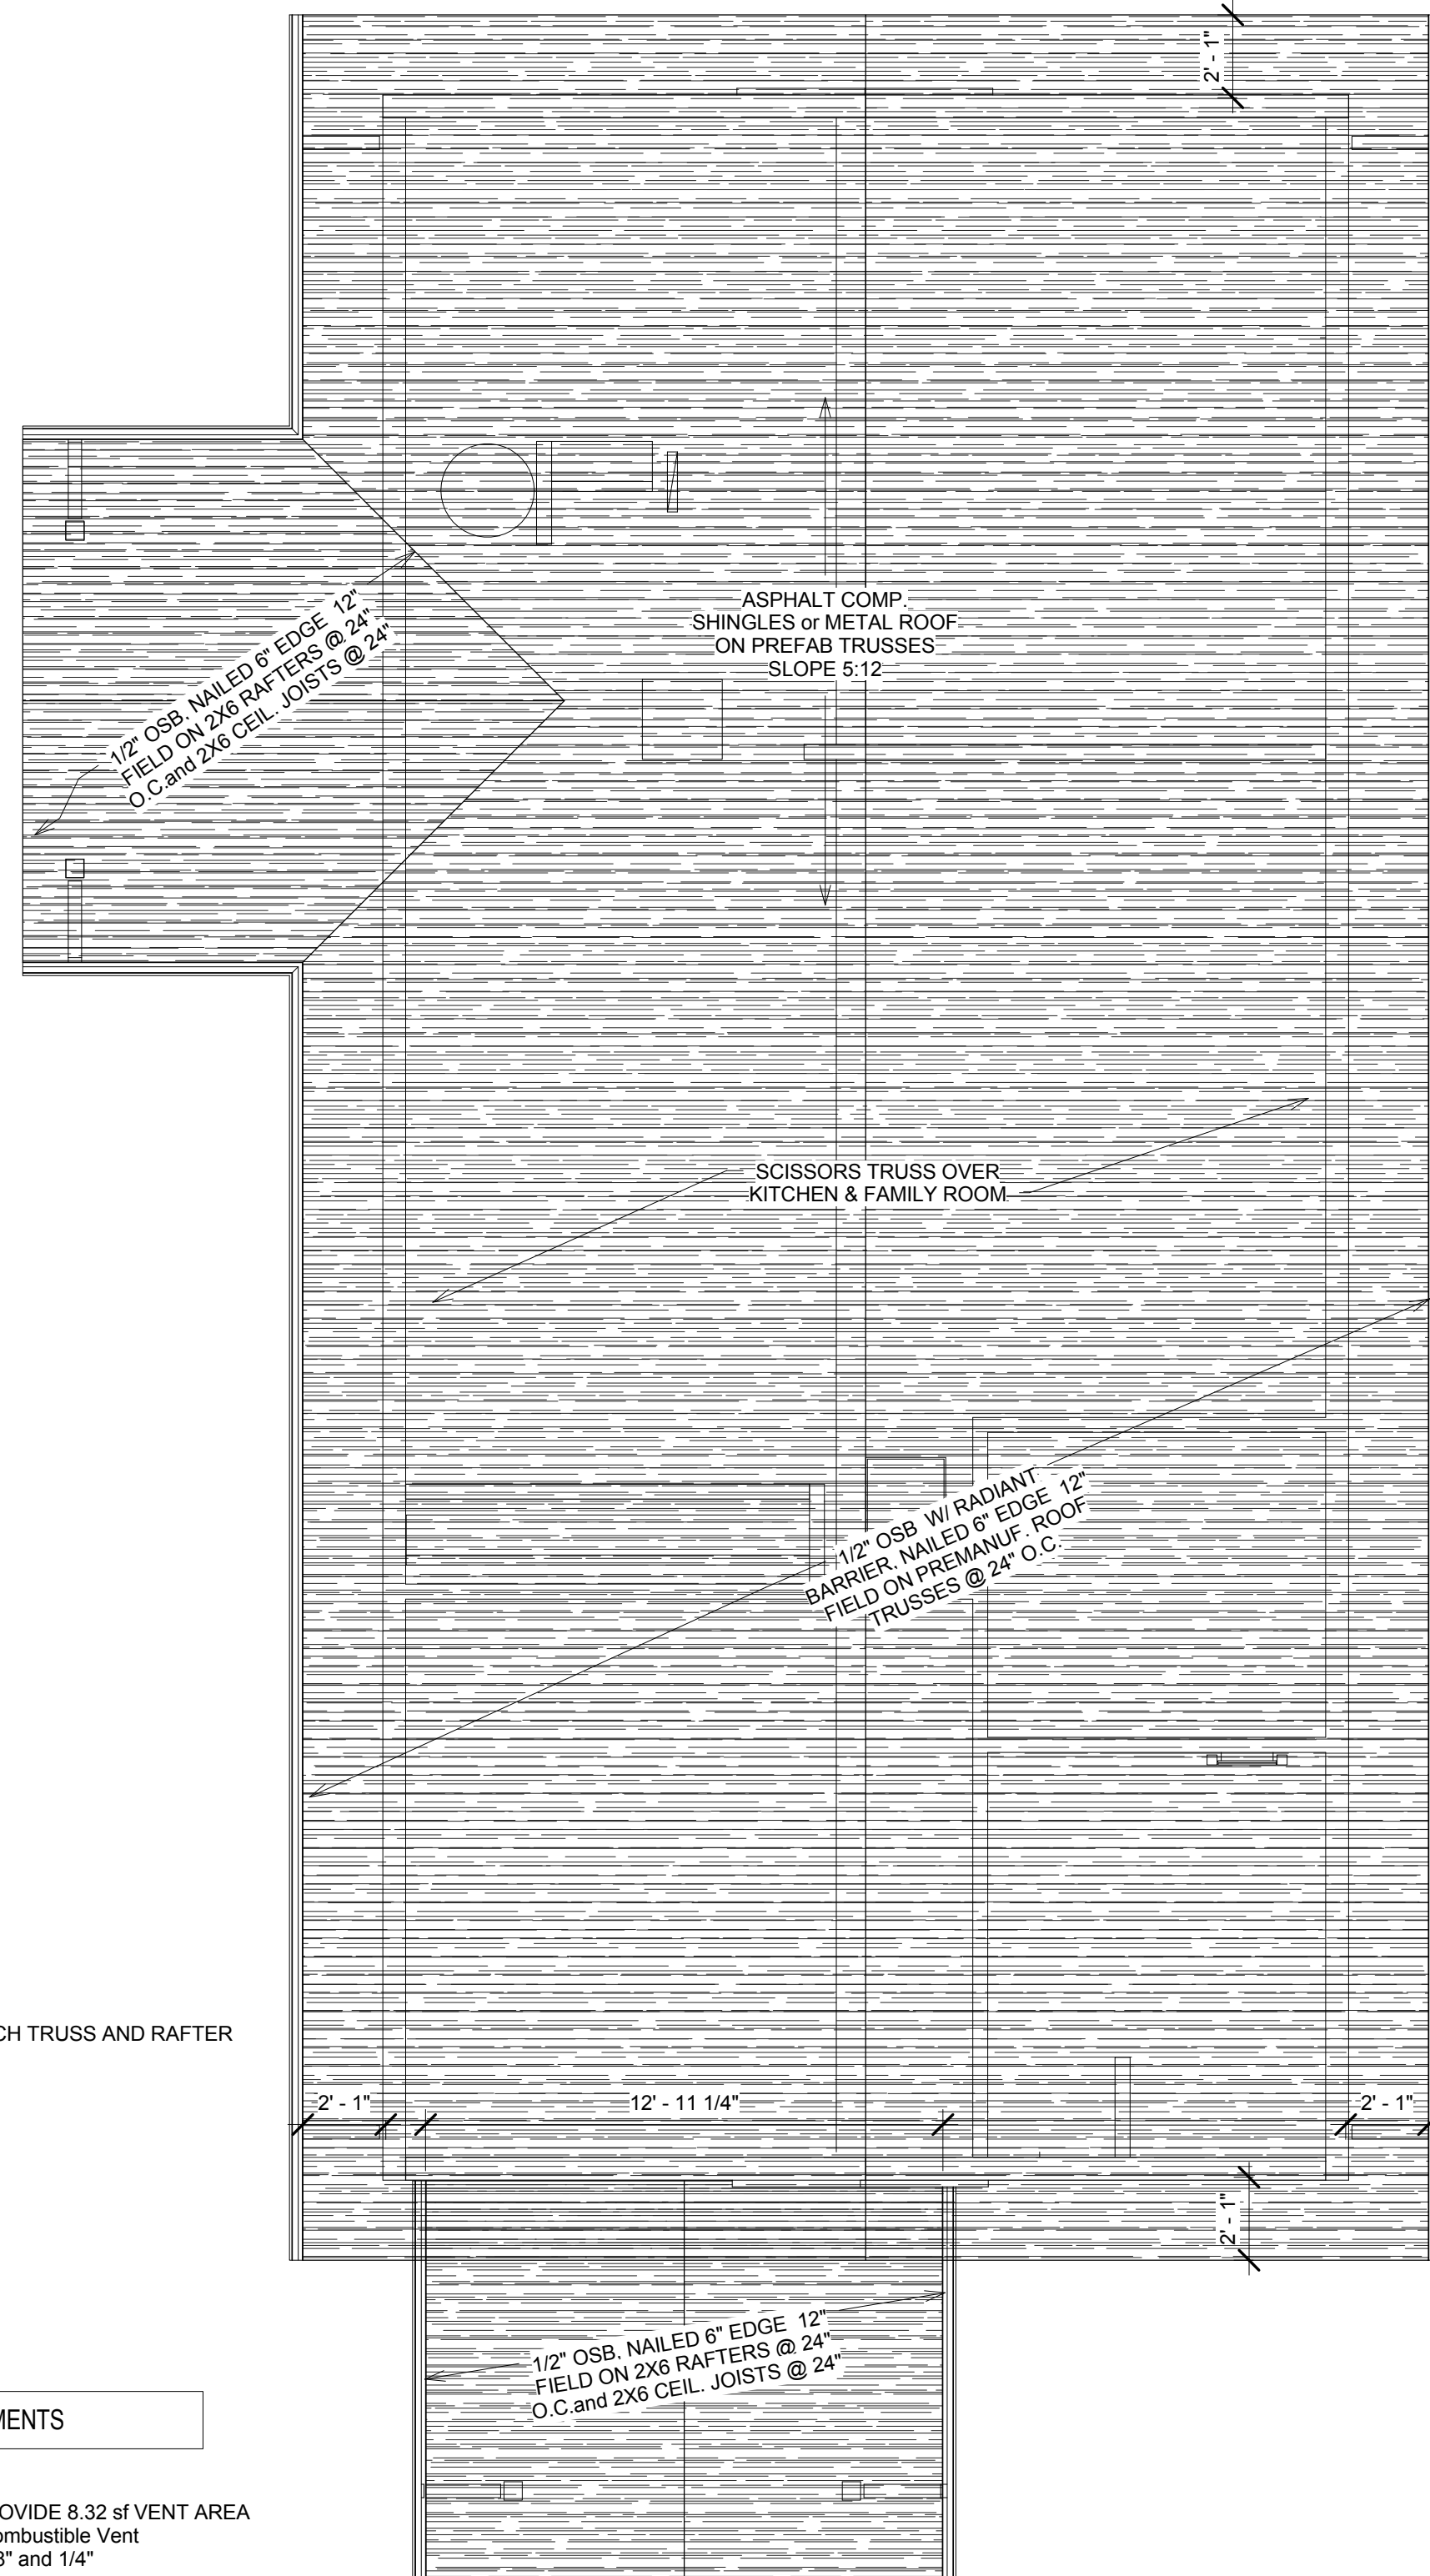 2' - 1"
1/2" OSB, NAILED 6" EDGE  12"
FIELD ON 2X6 RAFTERS @ 24"
O.C.and 2X6 CEIL. JOISTS @ 24"
ASPHALT COMP.
SHINGLES or METAL ROOF
ON PREFAB TRUSSES
SLOPE 5:12
SCISSORS TRUSS OVER
KITCHEN & FAMILY ROOM
1/2" OSB  W/ RADIANT
BARRIER, NAILED 6" EDGE  12"
FIELD ON PREMANUF. ROOF
TRUSSES @ 24" O.C.
CH TRUSS AND RAFTER
2' - 1"
12' - 11 1/4"
2' - 1"
2' - 1"
1/2" OSB, NAILED 6" EDGE  12"
FIELD ON 2X6 RAFTERS @ 24"
O.C.and 2X6 CEIL. JOISTS @ 24"
MENTS
OVIDE 8.32 sf VENT AREA
ombustible Vent
8" and 1/4"